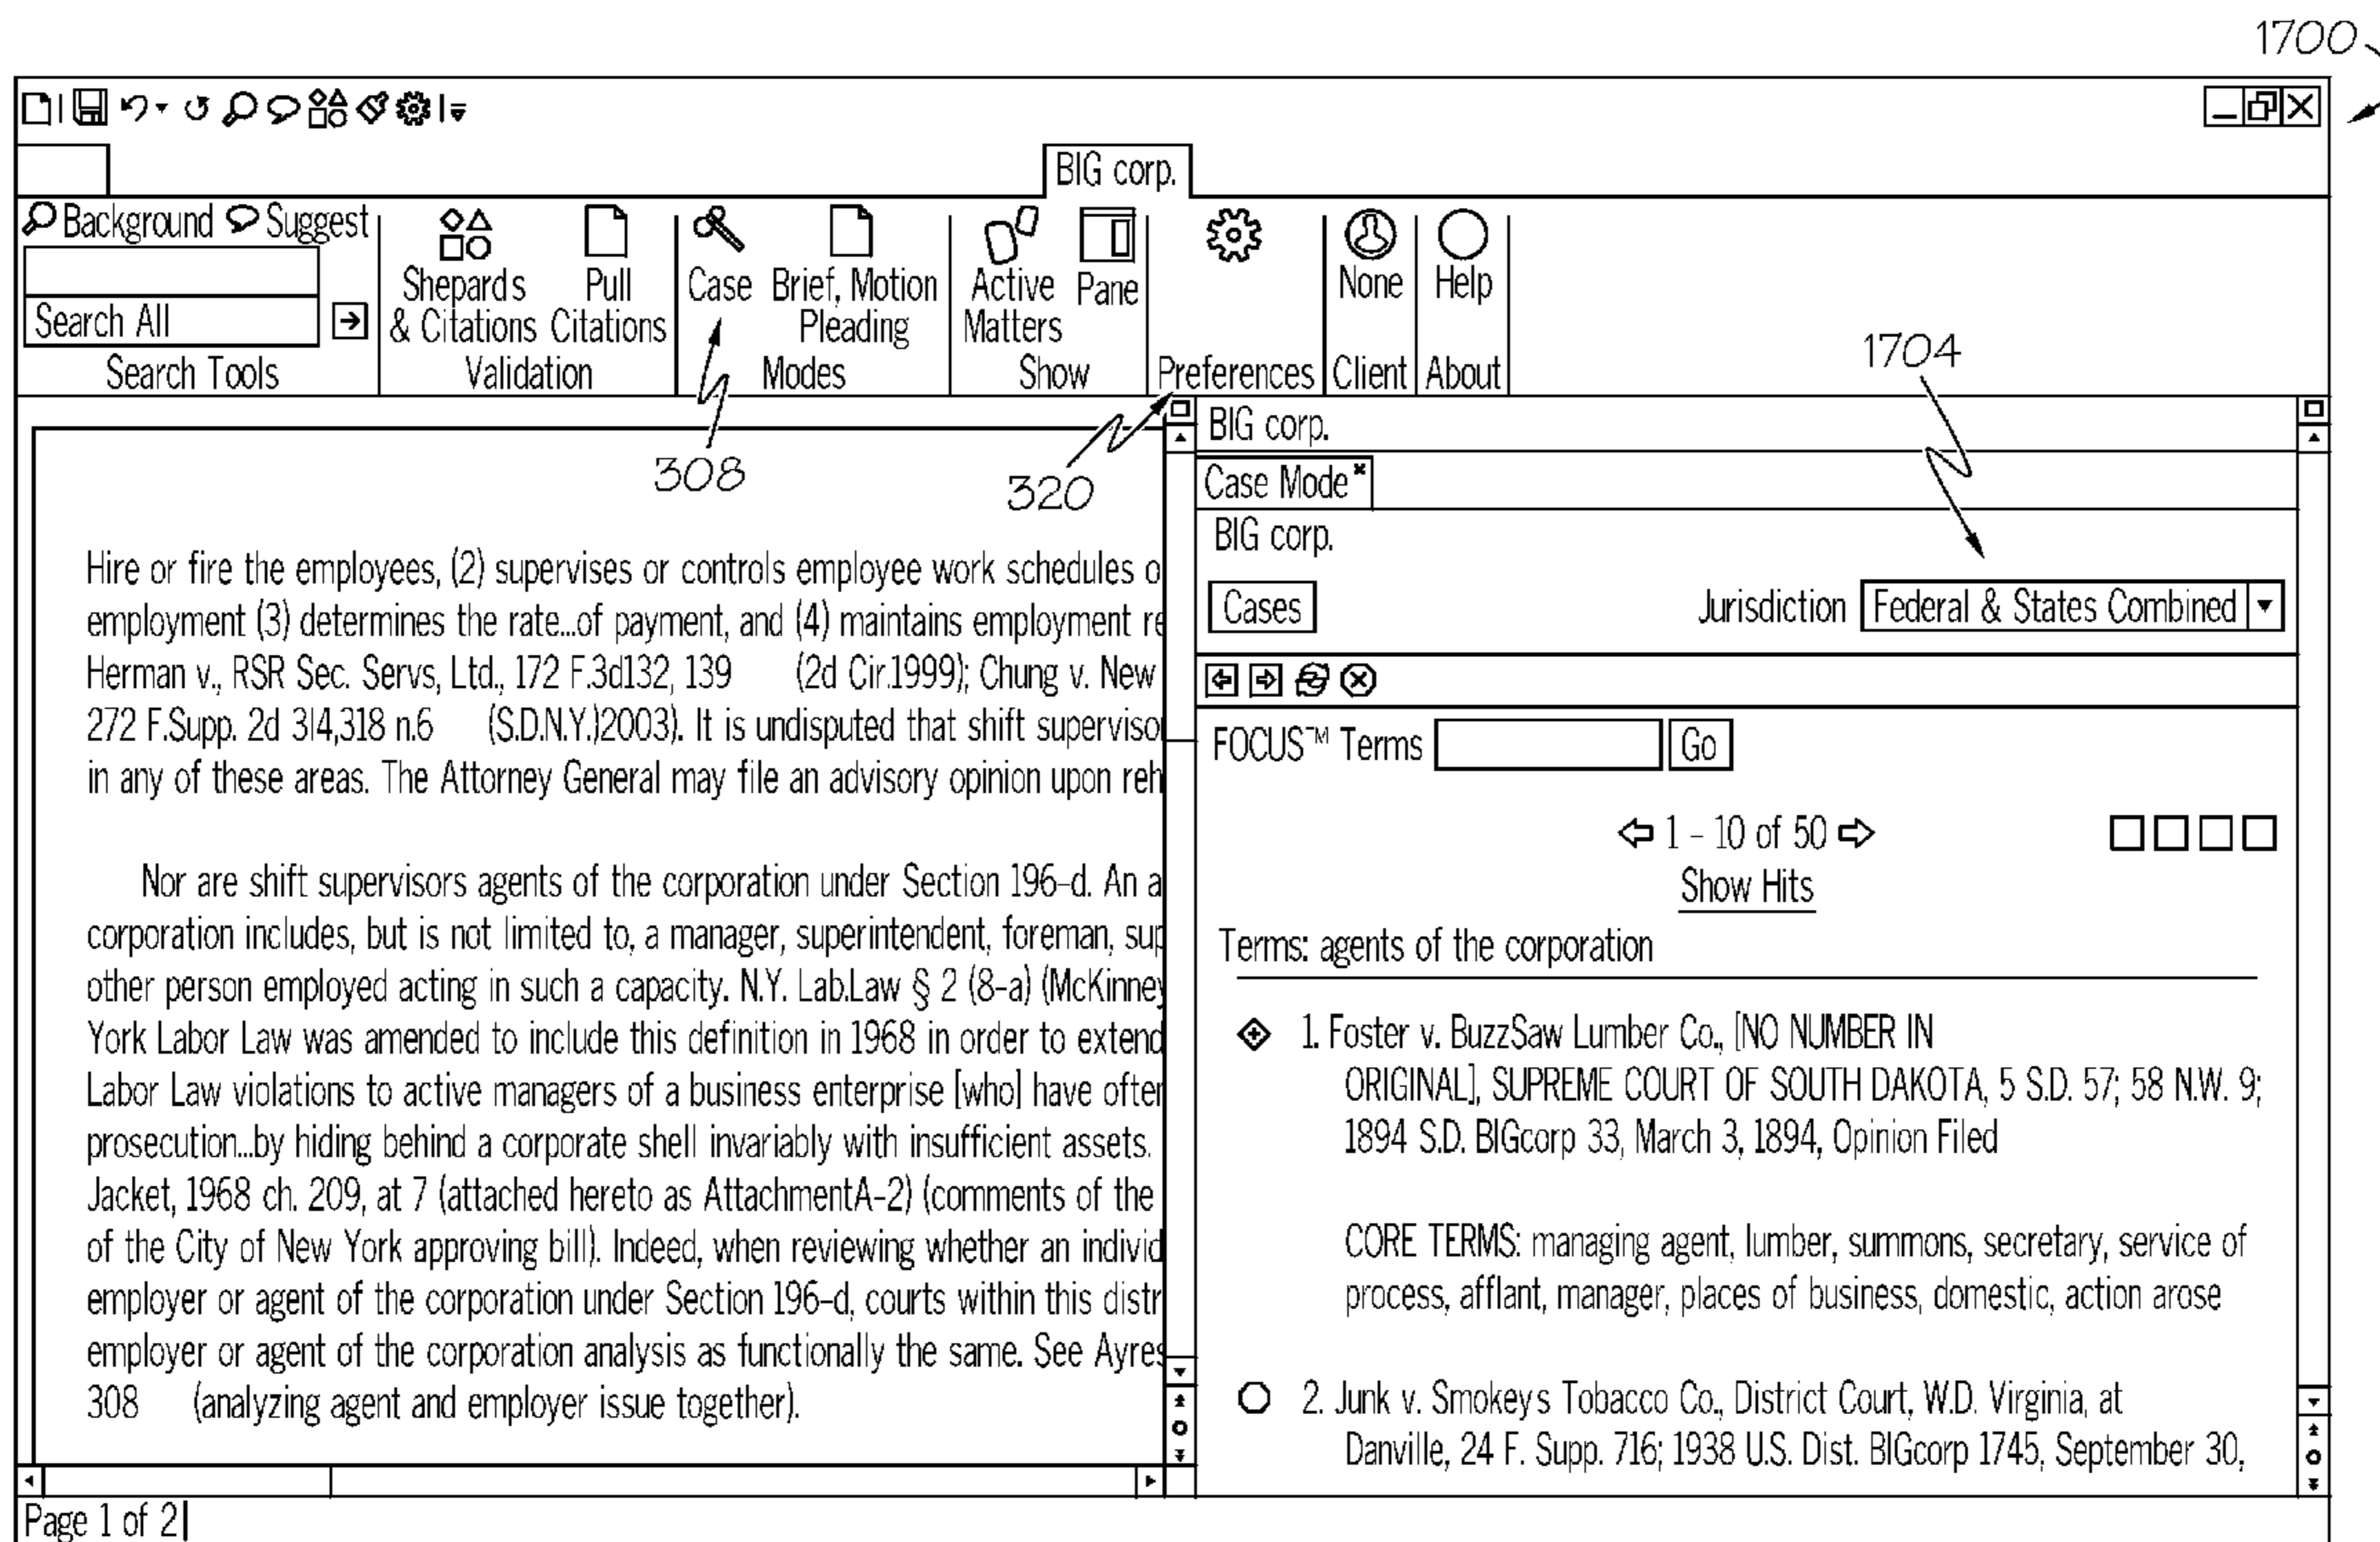 1700
BIG corp.
Background Suggest
Search All
Search Tools
Shepards
& Citations
Pull
Citations
Validation
Case
Brief, Motion
Pleading
Modes
Active
Matters
Pane
Show
Preferences
None
Client
Help
About
308
320
1704
Hire or fire the employees, (2) supervises or controls employee work schedules o
employment (3) determines the rate...of payment, and (4) maintains employment re
Herman v., RSR Sec. Servs, Ltd., 172 F.3d132, 139 (2d Cir.1999); Chung v. New
272 F.Supp. 2d 3|4,318 n.6 (S.D.N.Y.)2003). It is undisputed that shift superviso
in any of these areas. The Attorney General may file an advisory opinion upon reh
Nor are shift supervisors agents of the corporation under Section 196-d. An a
corporation includes, but is not limited to, a manager, superintendent, foreman, sup
other person employed acting in such a capacity. N.Y. Lab.Law § 2 (8-a) (McKinney
York Labor Law was amended to include this definition in 1968 in order to extend
Labor Law violations to active managers of a business enterprise [who] have ofter
prosecution...by hiding behind a corporate shell invariably with insufficient assets.
Jacket, 1968 ch. 209, at 7 (attached hereto as AttachmentA-2) (comments of the
of the City of New York approving bill). Indeed, when reviewing whether an individ
employer or agent of the corporation under Section 196-d, courts within this distr
employer or agent of the corporation analysis as functionally the same. See Ayres
308 (analyzing agent and employer issue together).
BIG corp.
Case Mode
BIG corp.
Cases
Jurisdiction Federal & States Combined
FOCUS™ Terms Go
1 - 10 of 50
Show Hits
Terms: agents of the corporation
1. Foster v. BuzzSaw Lumber Co., [NO NUMBER IN
ORIGINAL], SUPREME COURT OF SOUTH DAKOTA, 5 S.D. 57; 58 N.W. 9;
1894 S.D. BIGcorp 33, March 3, 1894, Opinion Filed
CORE TERMS: managing agent, lumber, summons, secretary, service of
process, afflant, manager, places of business, domestic, action arose
2. Junk v. Smokeys Tobacco Co., District Court, W.D. Virginia, at
Danville, 24 F. Supp. 716; 1938 U.S. Dist. BIGcorp 1745, September 30,
Page 1 of 2